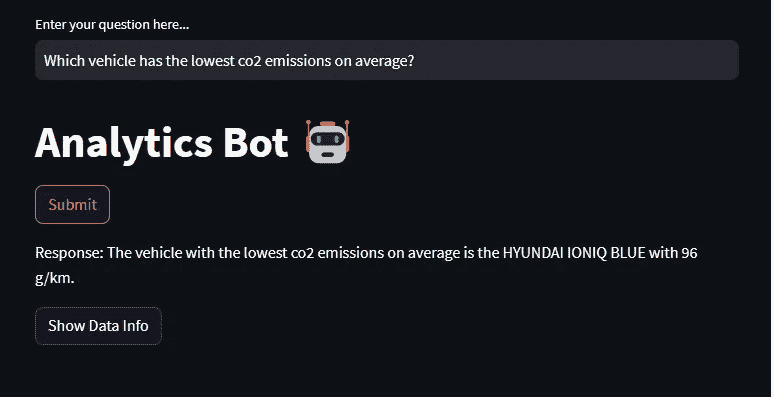 Enter your question here...
Which vehicle has the lowest co2 emissions on average?
Analytics Bot
Submit
Response: The vehicle with the lowest co2 emissions on average is the HYUNDAI IONIQ BLUE with 96
g/km.
Show Data Info